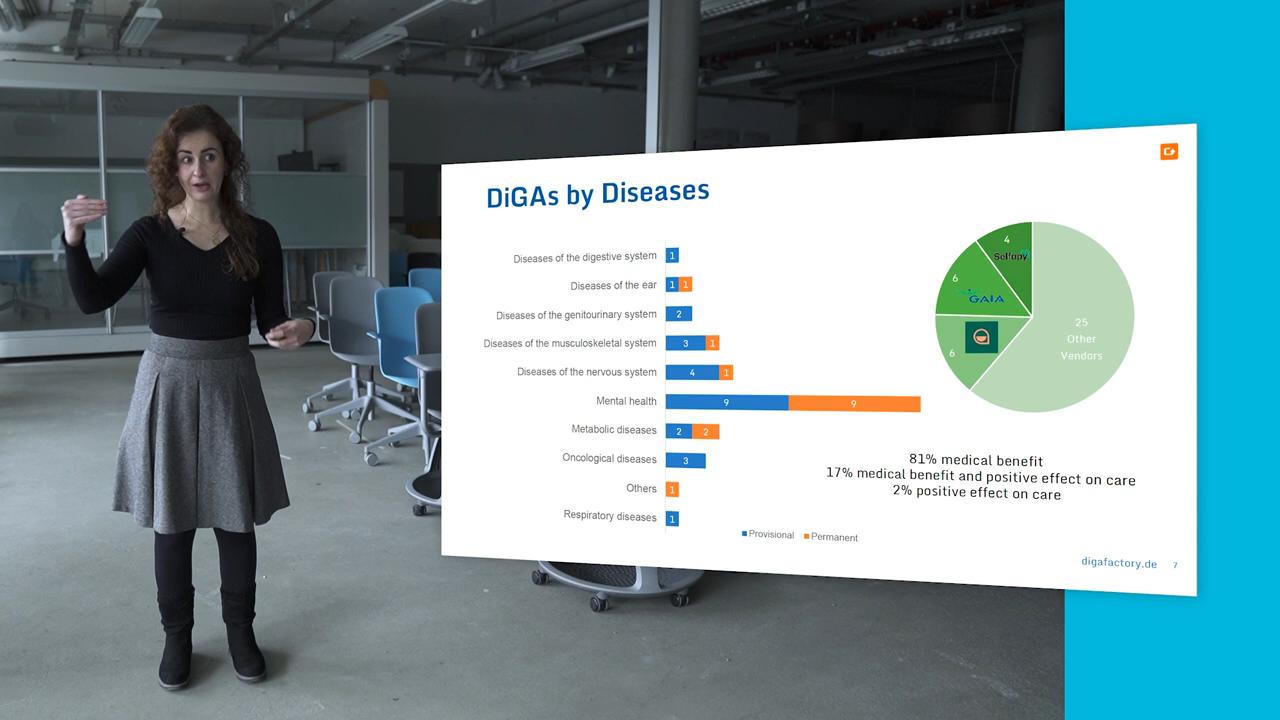 DiGAs by Diseases
Diseases of the digestive system 1
Diseases of the ear 1 1
Diseases of the genitourinary system 2
Diseases of the musculoskeletal system 3 1
Diseases of the nervous system 4 1
Mental health 9 9
Metabolic diseases 2 2
Oncological diseases 3
Others 1
Respiratory diseases 1
Provisional Permanent
4
Selfapy
6
GAIA
6
25
Other
Vendors
81% medical benefit
17% medical benefit and positive effect on care
2% positive effect on care
digafactory.de 7